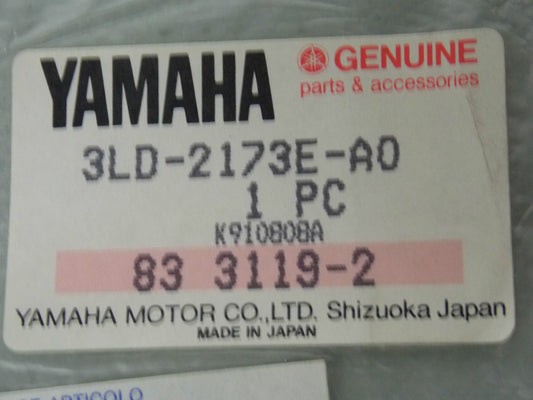 YAMAHA
GENUINE
parts & accessories
3LD-2173E-A0
1 PC
K910808A
83 3119-2
YAMAHA MOTOR CO.,LTD. Shizuoka Japan
MADE IN JAPAN
ARTICOLO